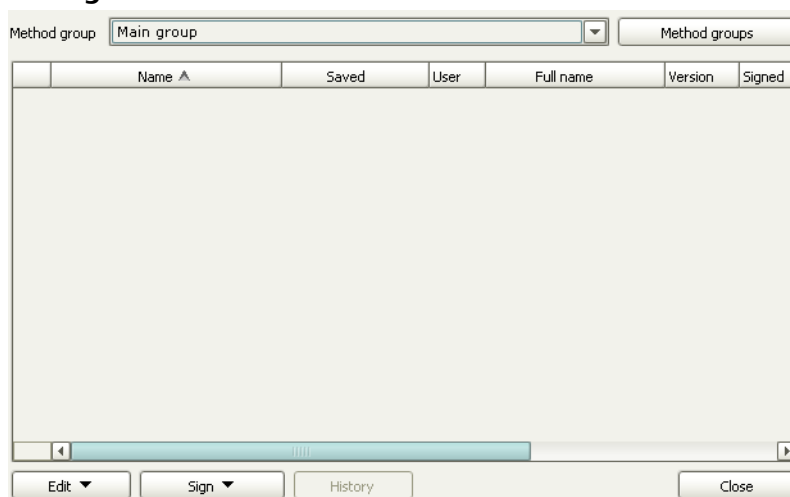 Method group Main group Method groups
Name Saved User Full name Version Signed
Edit Sign History Close